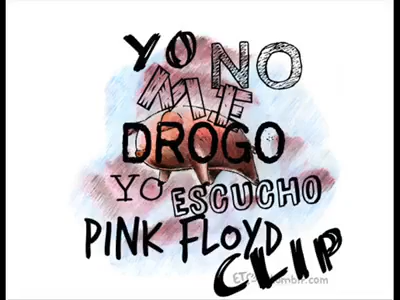 YO NO
ME
DROGO
YO ESCUCHO
PINK FLOYD
CLIP